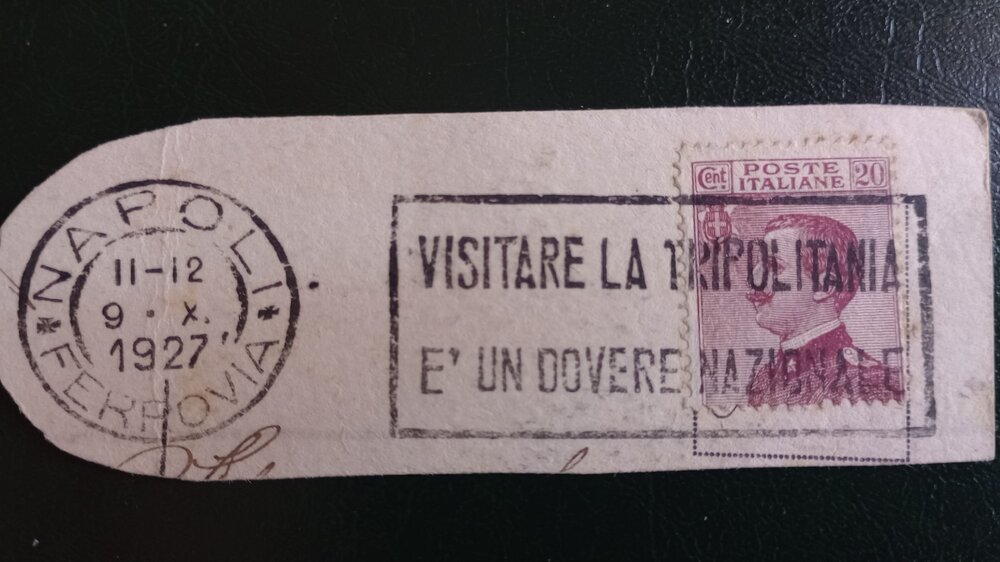 NAPOLI
11-12
9 · X.
1927
* FERROVIA *
VISITARE LA TRIPOLITANIA
E' UN DOVERE NAZIONALE
Cent. POSTE ITALIANE 20